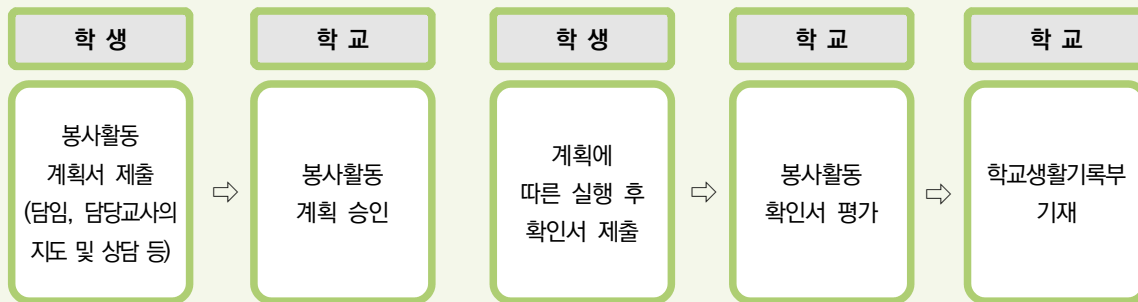 학 생
봉사활동
계획서 제출
(담임, 담당교사의
지도 및 상담 등)
⇨
학 교
봉사활동
계획 승인
학 생
계획에
따른 실행 후
확인서 제출
⇨
학 교
봉사활동
확인서 평가
⇨
학 교
학교생활기록부
기재